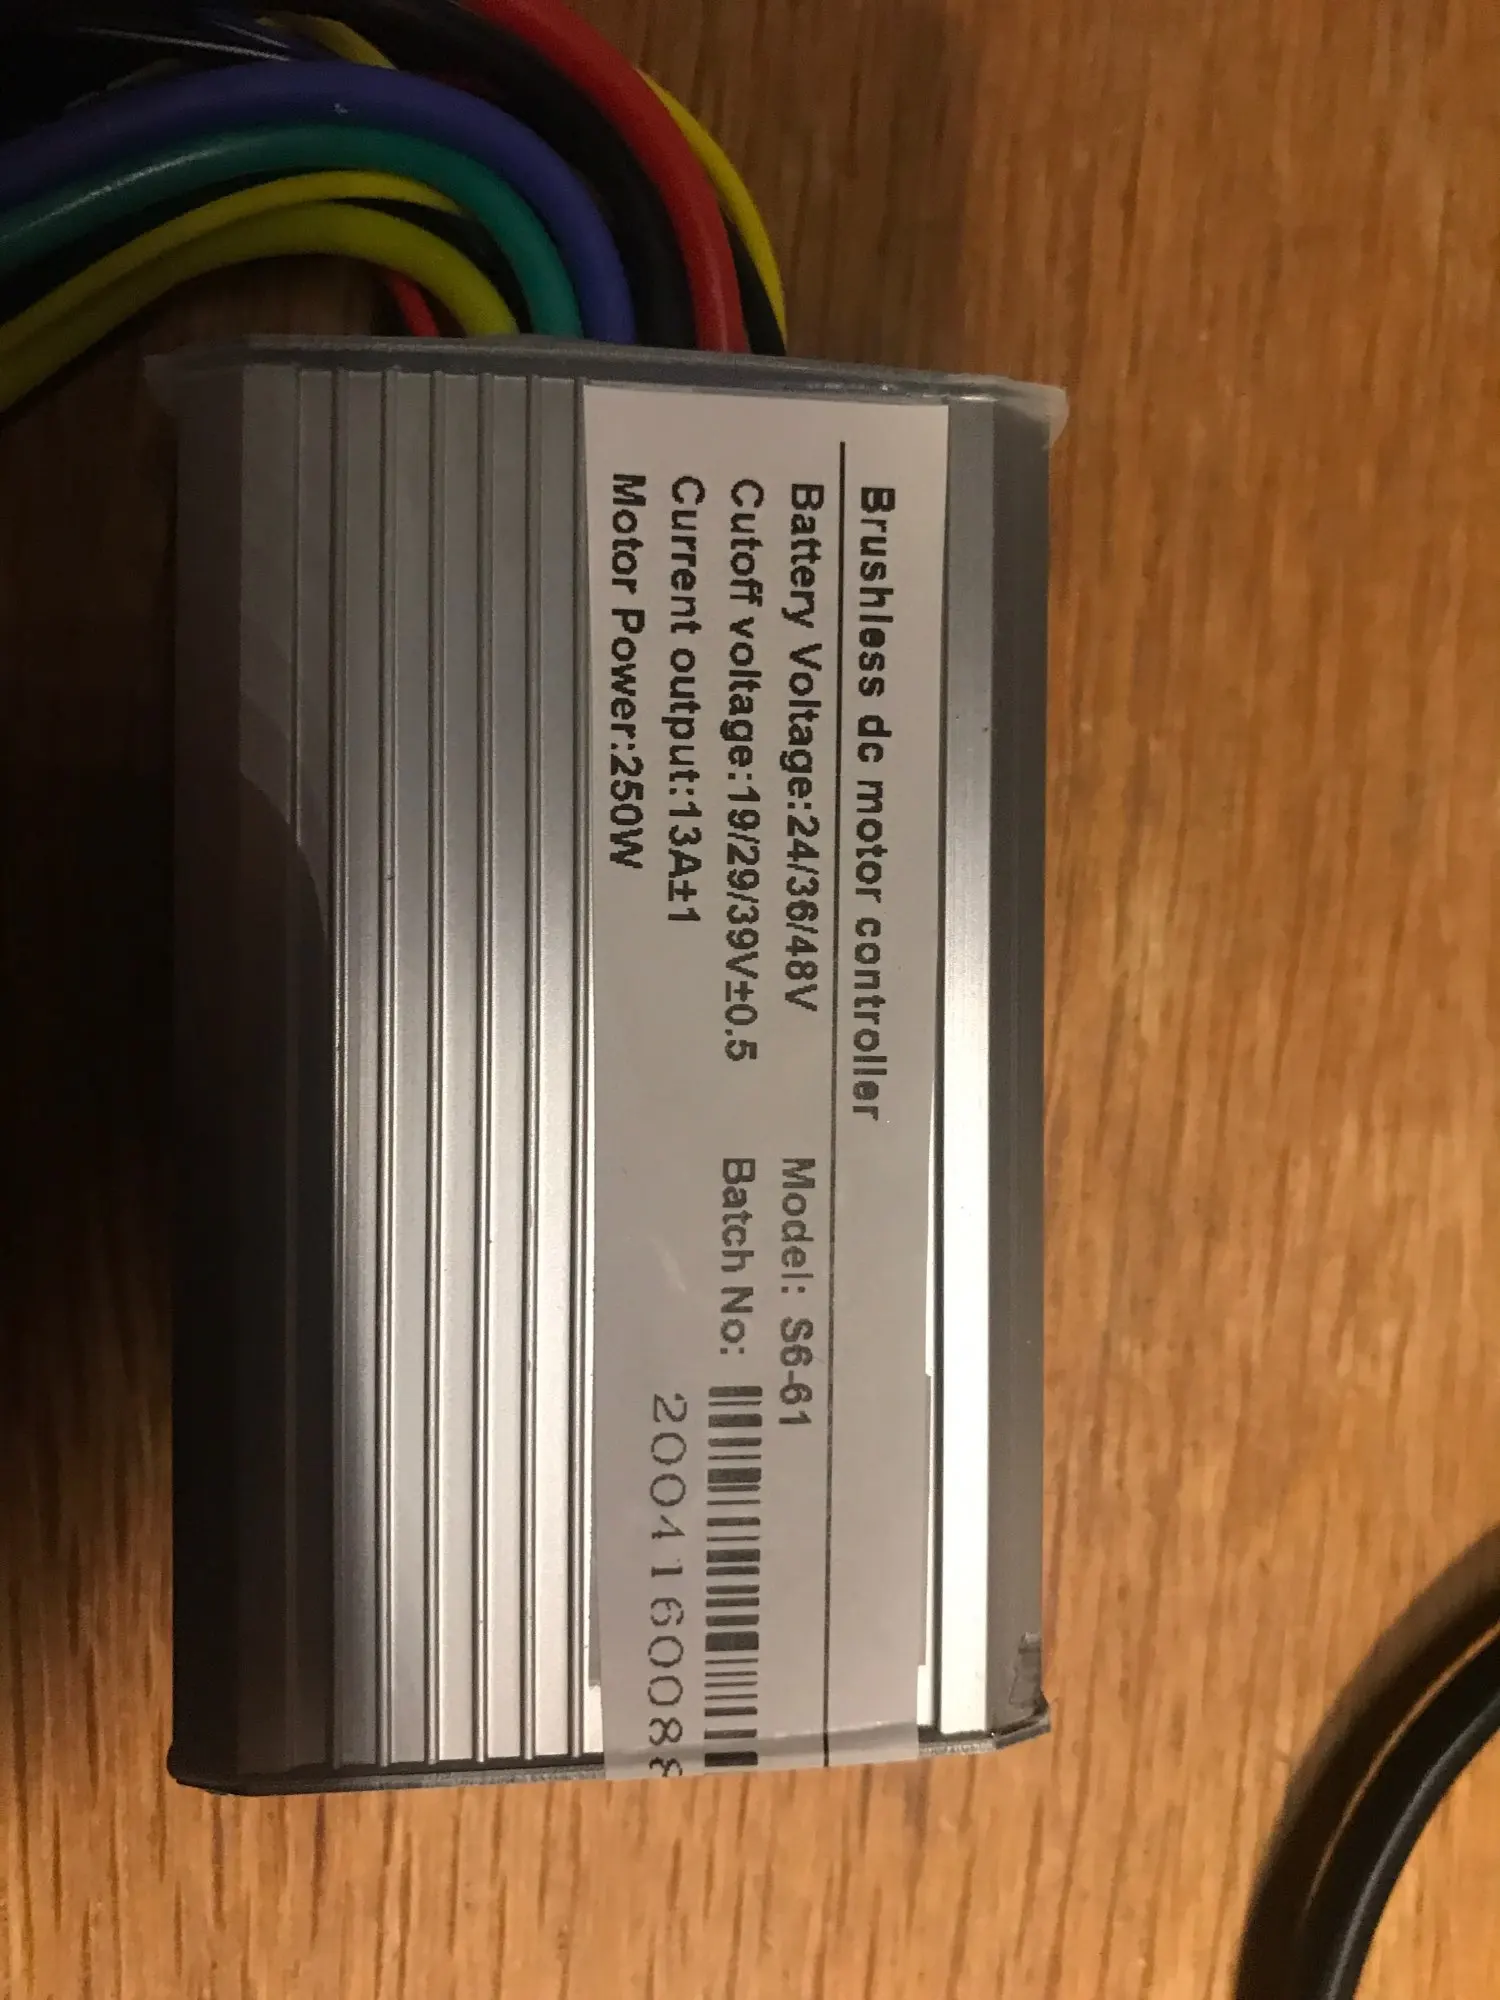 Brushless dc motor controller
Battery Voltage:24/36/48V
Cutoff voltage:19/29/39V±0.5
Current output:13A±1
Motor Power:250W
Model: S6-61
Batch No:
200416008